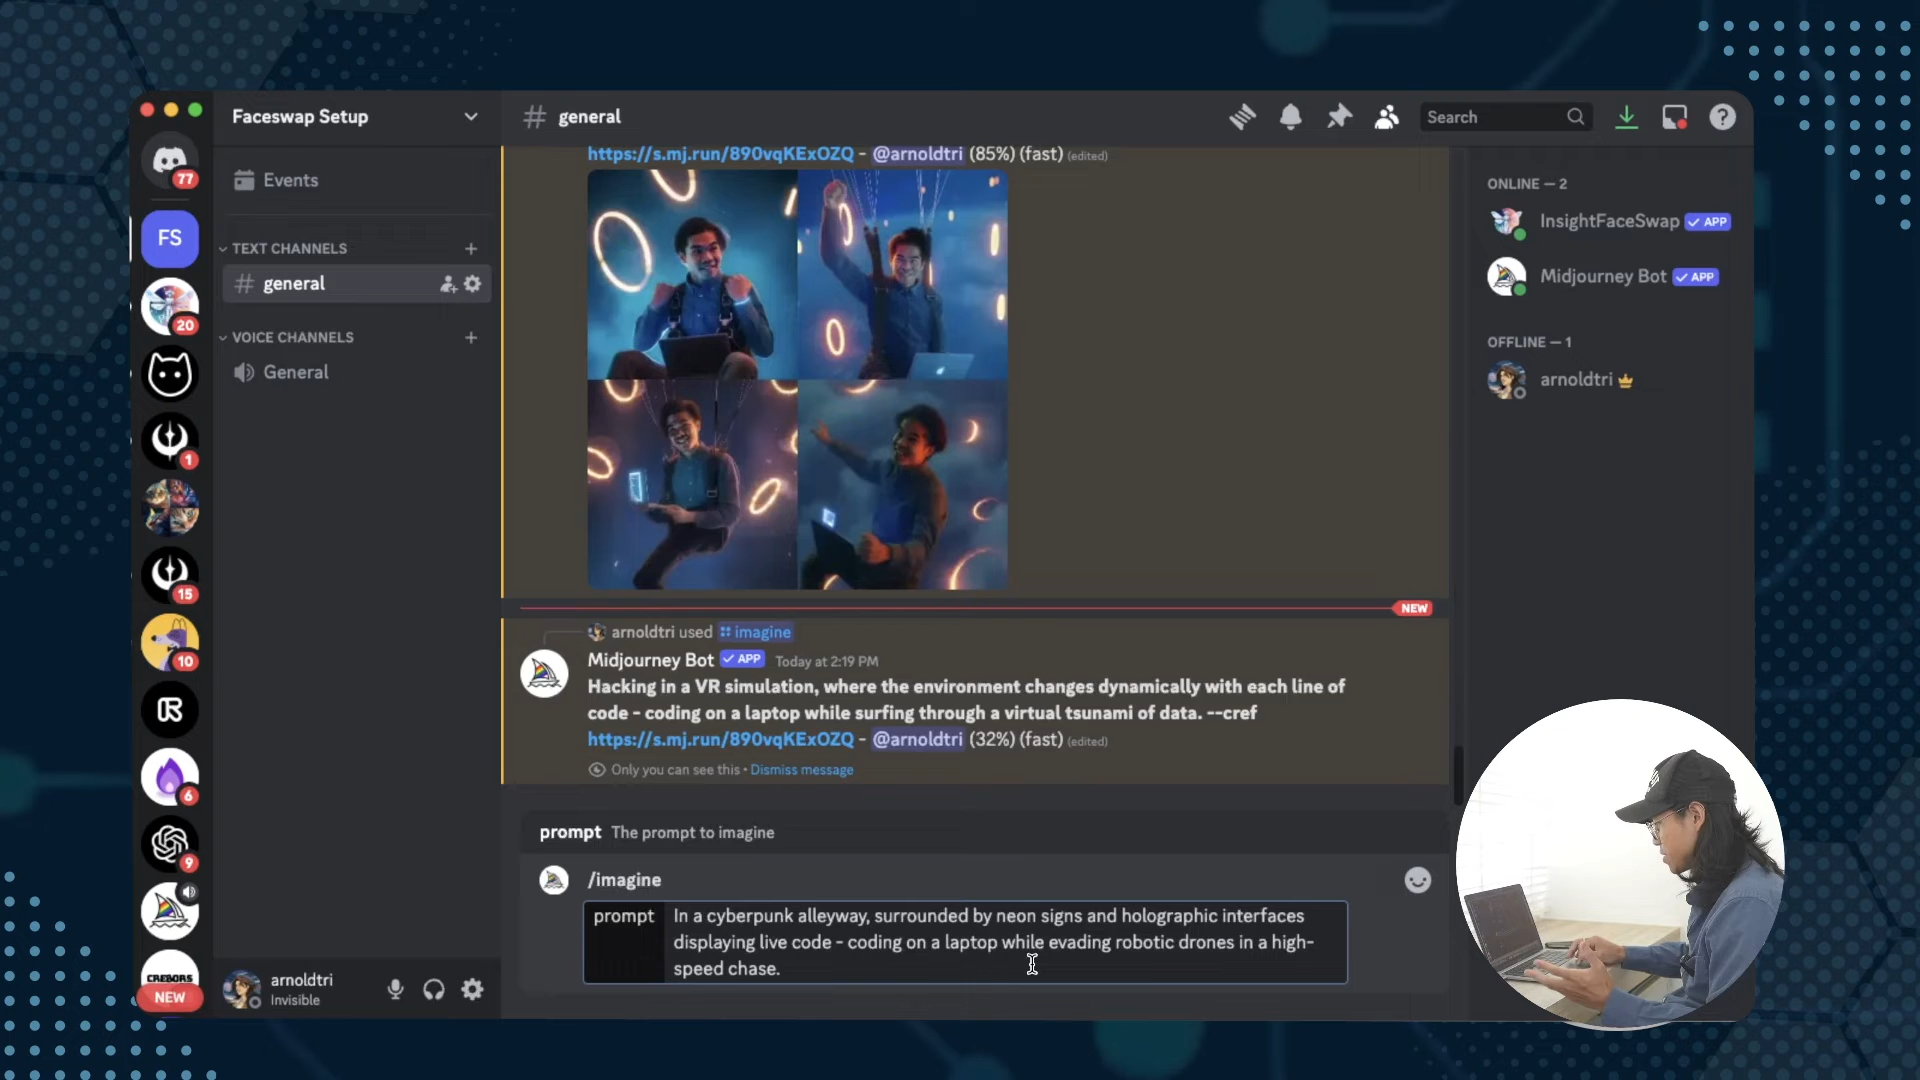 77
FS
20
1
15
10
6
9
CREBORS
NEW
Faceswap Setup
Events
TEXT CHANNELS
general
VOICE CHANNELS
General
arnoldtri
Invisible
# general
Search
https://s.mj.run/890vqKExOZQ - @arnoldtri (85%) (fast) (edited)
NEW
arnoldtri used imagine
Midjourney Bot APP Today at 2:19 PM
Hacking in a VR simulation, where the environment changes dynamically with each line of
code - coding on a laptop while surfing through a virtual tsunami of data. --cref
https://s.mj.run/890vqKExOZQ - @arnoldtri (32%) (fast) (edited)
Only you can see this • Dismiss message
prompt The prompt to imagine
/imagine
prompt In a cyberpunk alleyway, surrounded by neon signs and holographic interfaces
displaying live code - coding on a laptop while evading robotic drones in a high-
speed chase.
ONLINE — 2
InsightFaceSwap APP
Midjourney Bot APP
OFFLINE — 1
arnoldtri